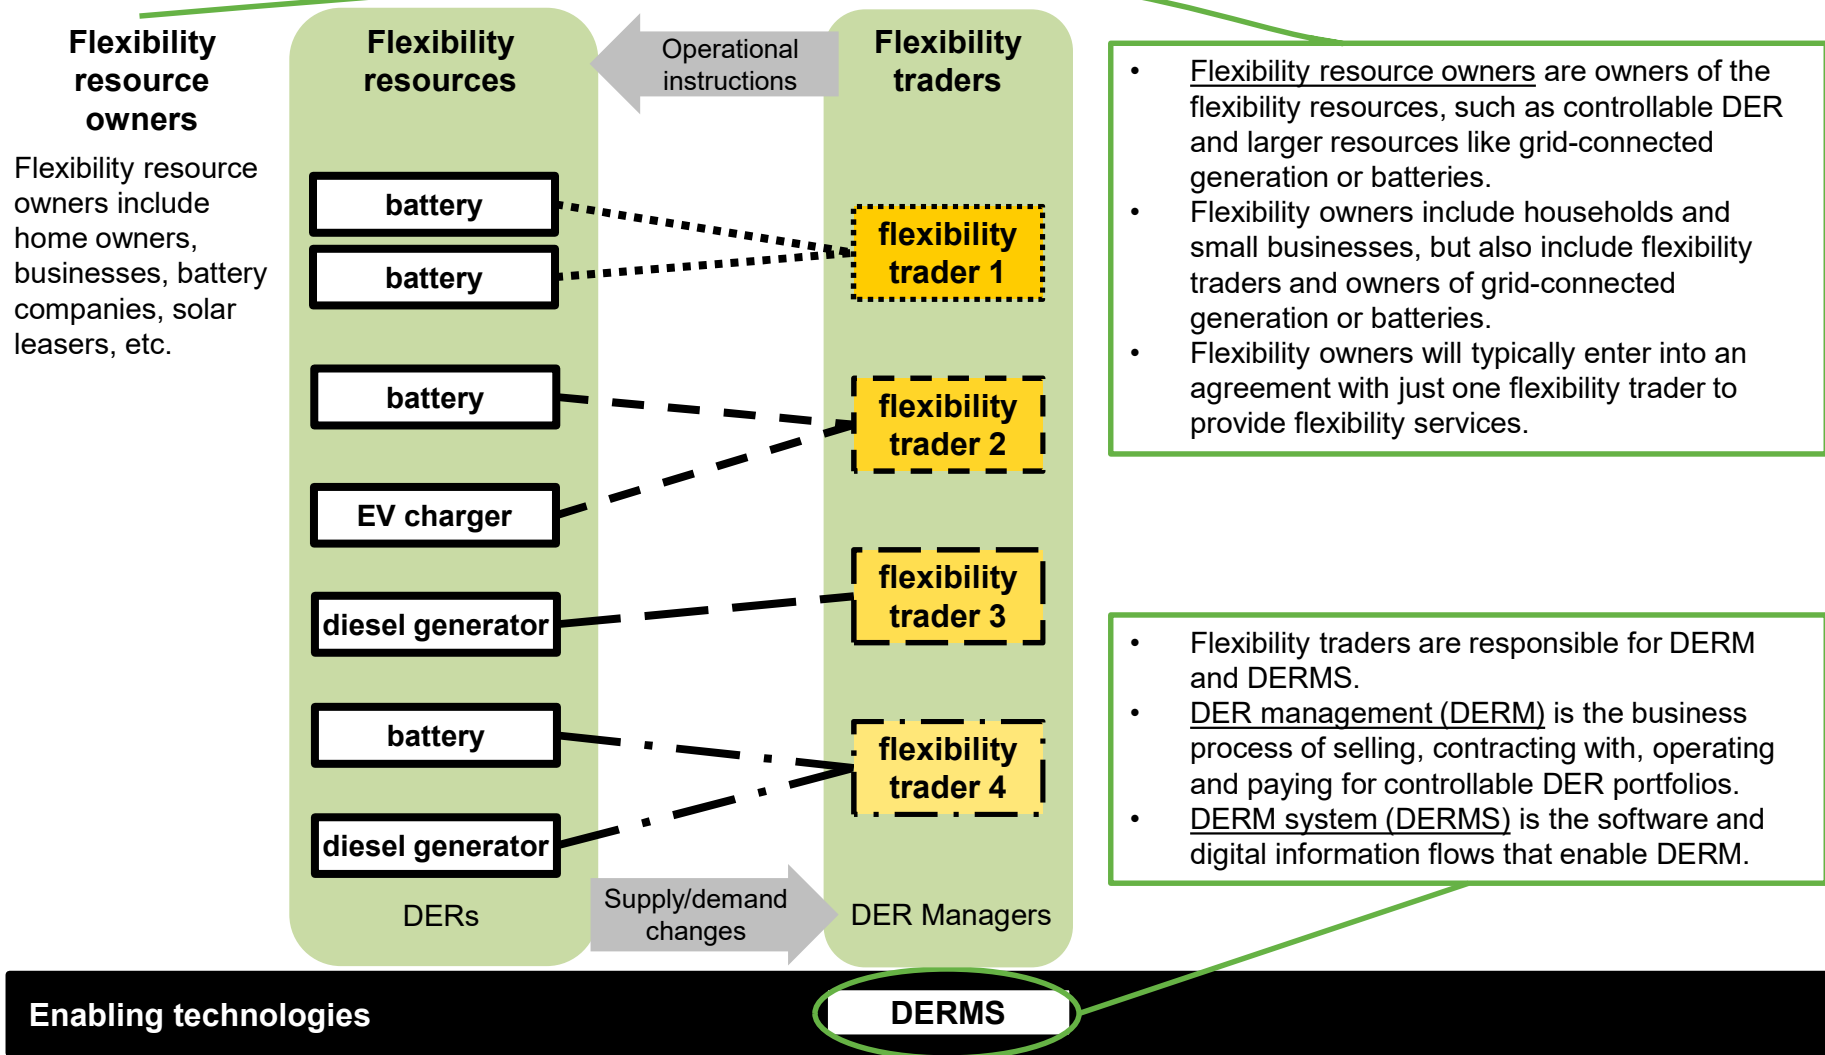 Flexibility
resource
owners
Flexibility resource
owners include
home owners,
businesses, battery
companies, solar
leasers, etc.
Flexibility
resources
battery
battery
battery
EV charger
diesel generator
battery
diesel generator
DERs
Operational
instructions
Supply/demand
changes
Flexibility
traders
flexibility
trader 1
flexibility
trader 2
flexibility
trader 3
flexibility
trader 4
DER Managers
• Flexibility resource owners are owners of the
flexibility resources, such as controllable DER
and larger resources like grid-connected
generation or batteries.
• Flexibility owners include households and
small businesses, but also include flexibility
traders and owners of grid-connected
generation or batteries.
• Flexibility owners will typically enter into an
agreement with just one flexibility trader to
provide flexibility services.
• Flexibility traders are responsible for DERM
and DERMS.
• DER management (DERM) is the business
process of selling, contracting with, operating
and paying for controllable DER portfolios.
• DERM system (DERMS) is the software and
digital information flows that enable DERM.
Enabling technologies
DERMS